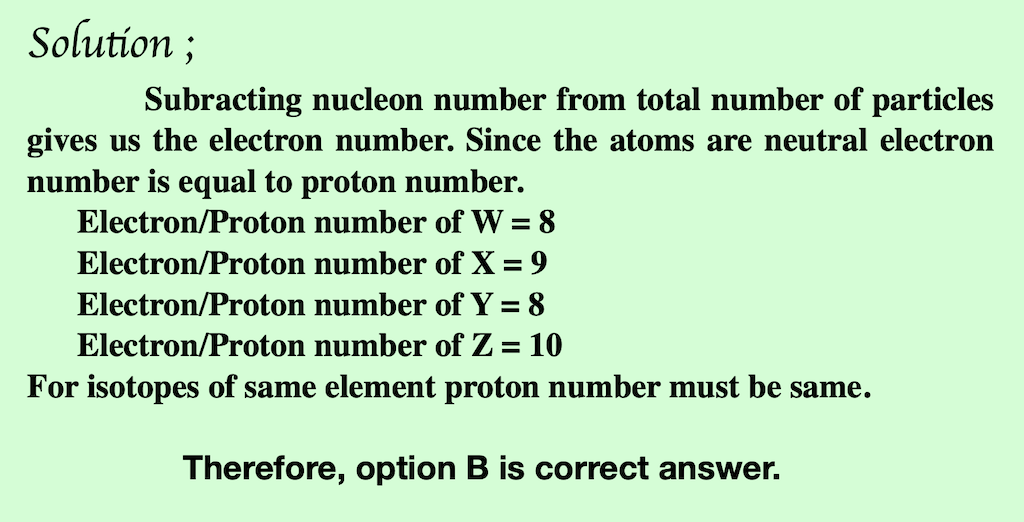 Solution ;
Subracting nucleon number from total number of particles
gives us the electron number. Since the atoms are neutral electron
number is equal to proton number.
Electron/Proton number of W = 8
Electron/Proton number of X = 9
Electron/Proton number of Y = 8
Electron/Proton number of Z = 10
For isotopes of same element proton number must be same.
Therefore, option B is correct answer.